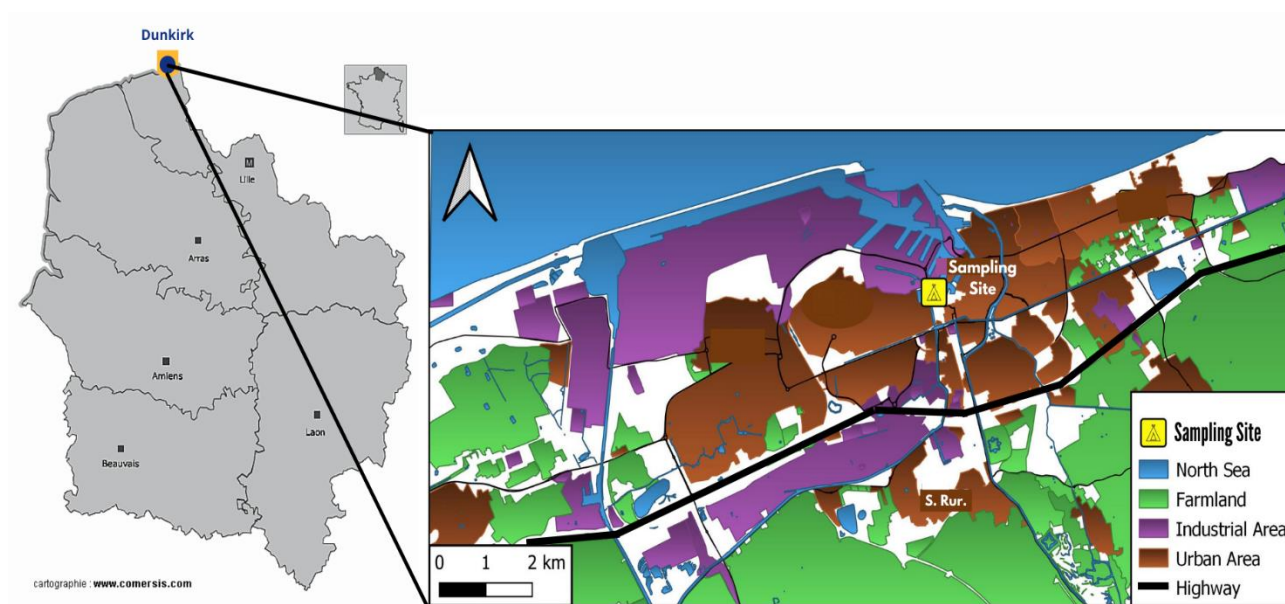 Dunkirk
M
Lille
Arras
Amiens
Laon
Beauvais
cartographie : www.comersis.com
Sampling
Site
S. Rur.
0 1 2 km
Sampling Site
North Sea
Farmland
Industrial Area
Urban Area
Highway